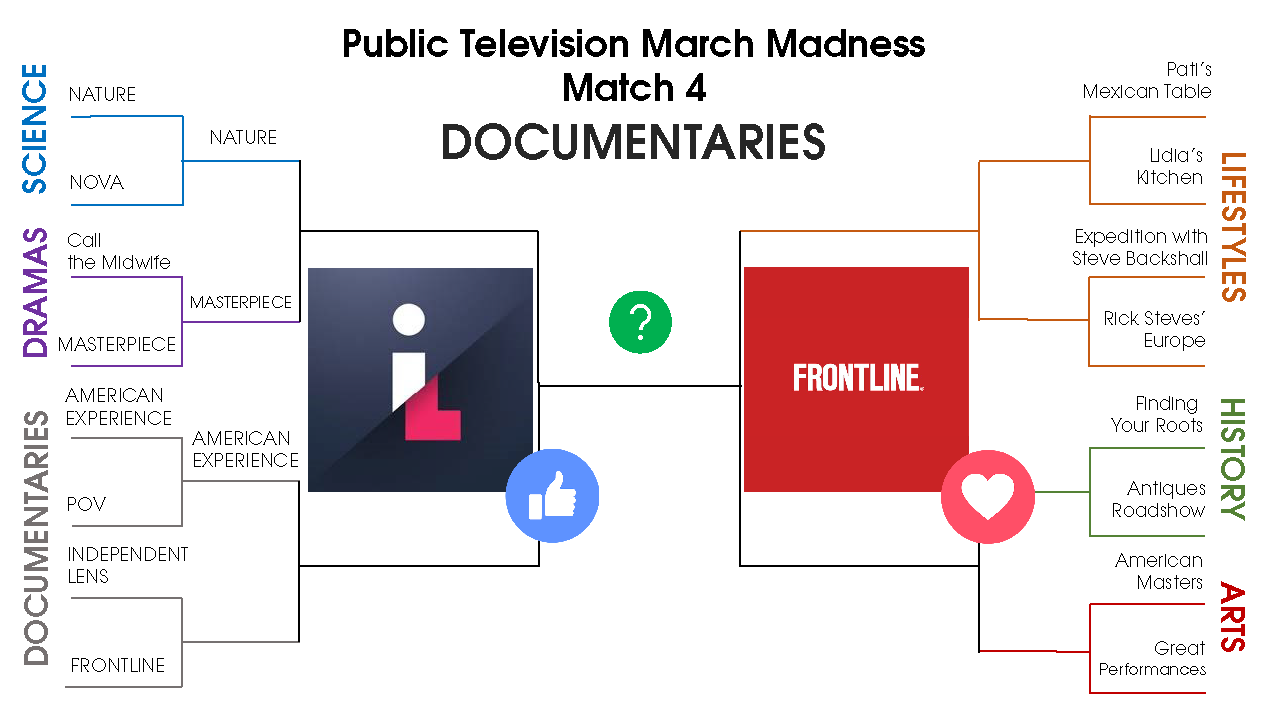 Public Television March Madness
Match 4
DOCUMENTARIES
SCIENCE
NATURE
NATURE
NOVA
DRAMAS
Call
the Midwife
MASTERPIECE
MASTERPIECE
DOCUMENTARIES
AMERICAN
EXPERIENCE
AMERICAN
EXPERIENCE
POV
INDEPENDENT
LENS
FRONTLINE
iL
?
FRONTLINE
LIFESTYLES
Pati's
Mexican Table
Lidia's
Kitchen
Expedition with
Steve Backshall
Rick Steves'
Europe
HISTORY
Finding
Your Roots
Antiques
Roadshow
ARTS
American
Masters
Great
Performances